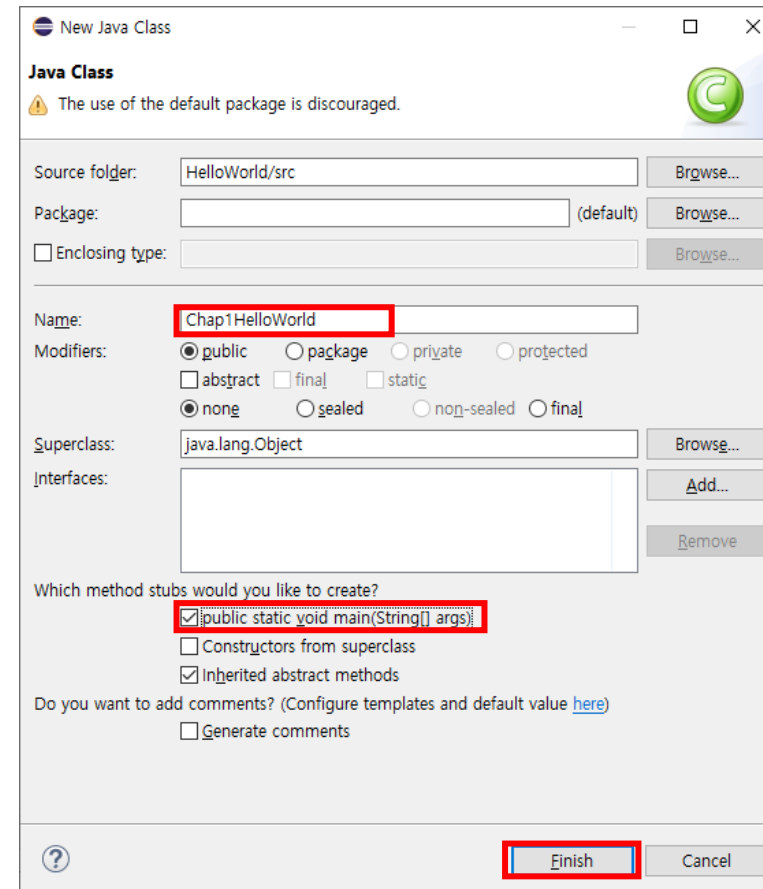 New Java Class
Java Class
The use of the default package is discouraged.
Source folder: HelloWorld/src Browse...
Package: (default) Browse...
Enclosing type: Browse...
Name: Chap1HelloWorld
Modifiers: public package private protected
abstract final static
none sealed non-sealed final
Superclass: java.lang.Object Browse...
Interfaces: Add...
Remove
Which method stubs would you like to create?
public static void main(String[] args)
Constructors from superclass
Inherited abstract methods
Do you want to add comments? (Configure templates and default value here)
Generate comments
? Finish Cancel